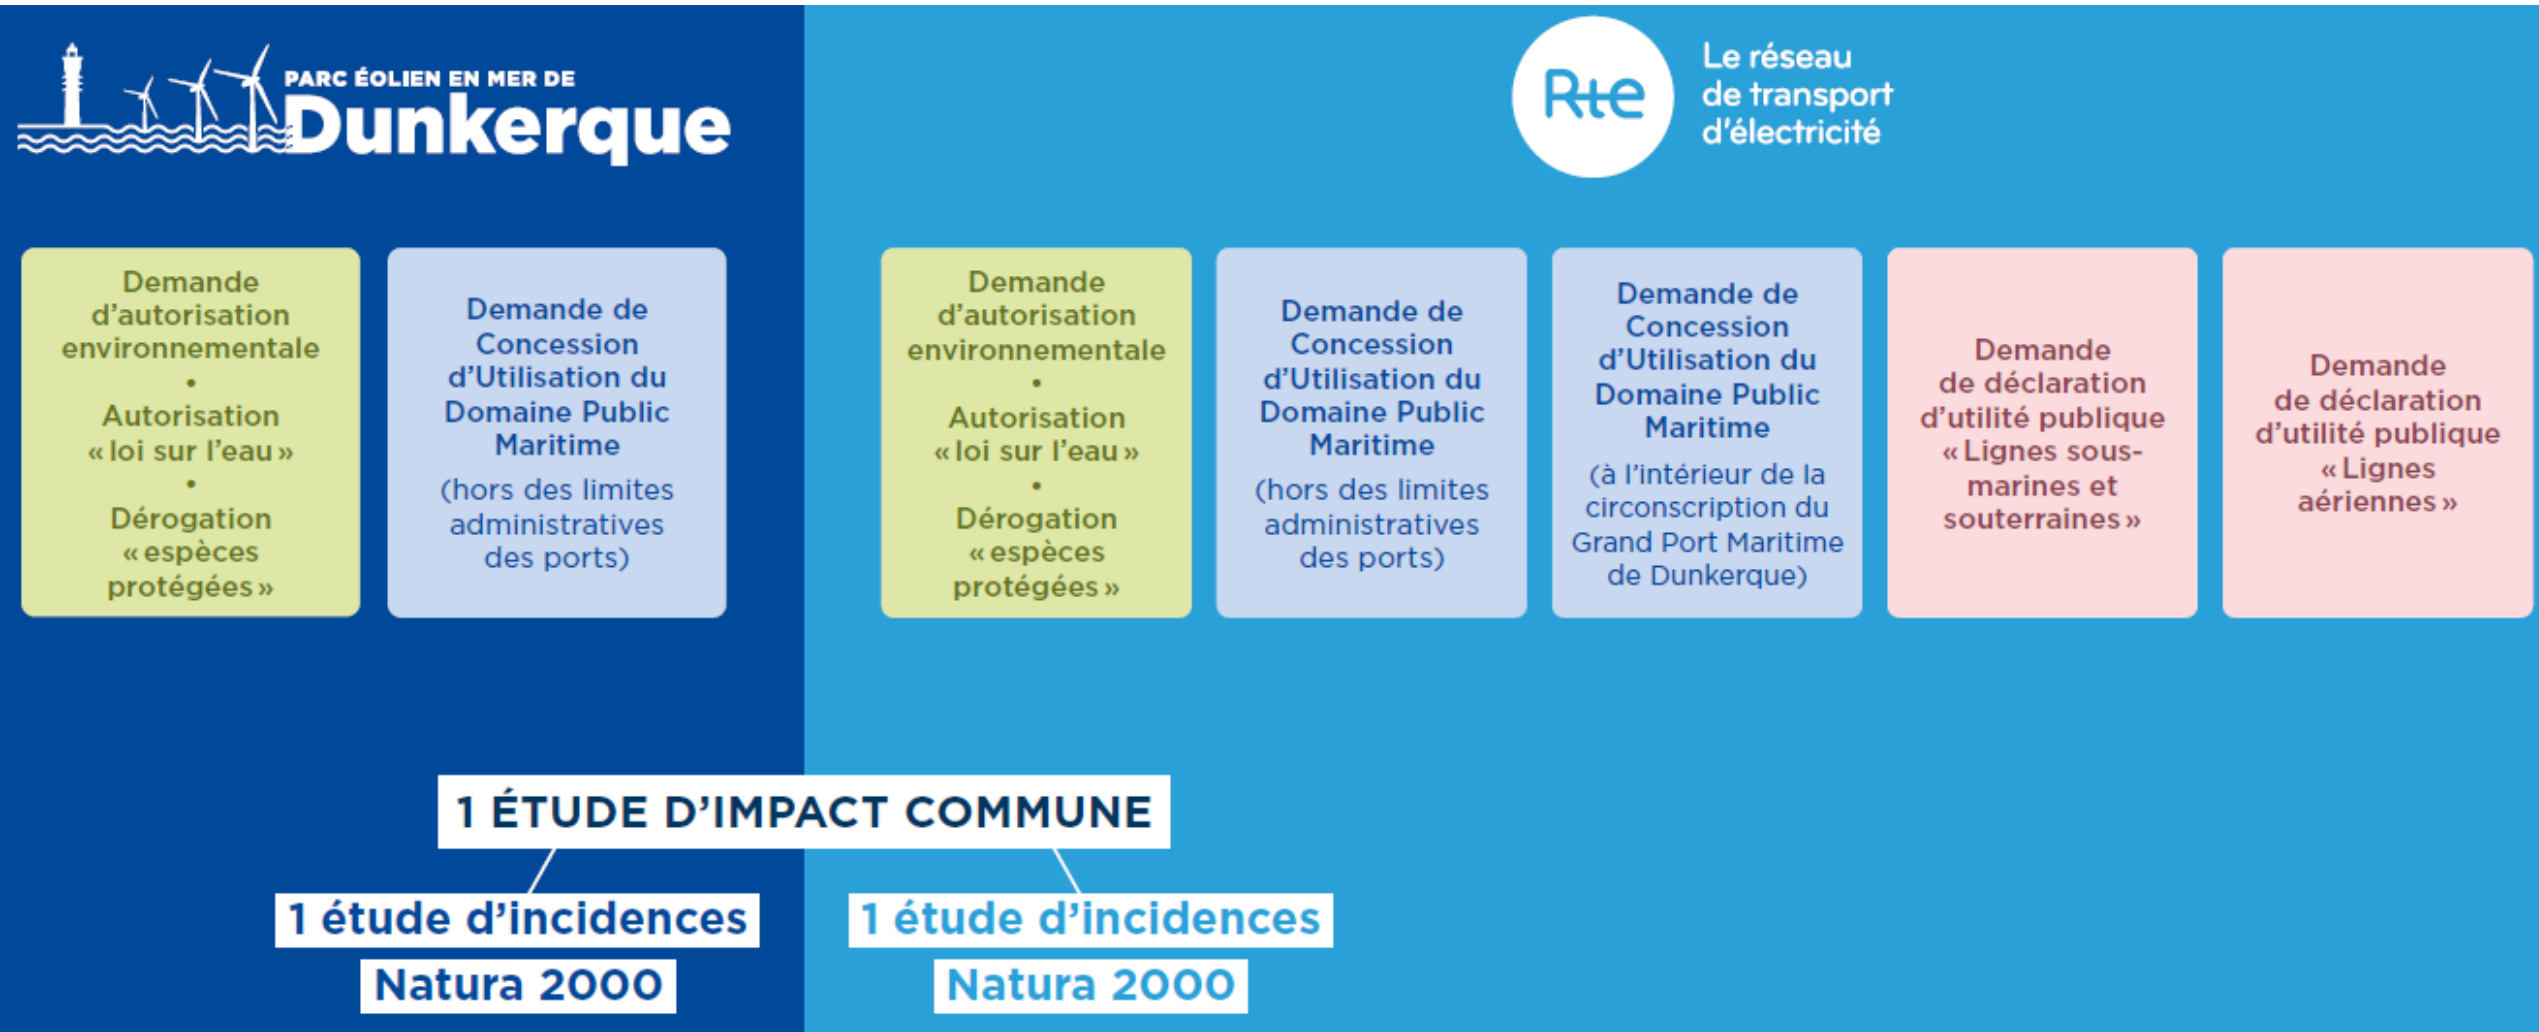 PARC ÉOLIEN EN MER DE
Dunkerque
Rte
Le réseau
de transport
d'électricité
Demande
d'autorisation
environnementale
•
Autorisation
« loi sur l'eau »
•
Dérogation
« espèces
protégées »
Demande de
Concession
d'Utilisation du
Domaine Public
Maritime
(hors des limites
administratives
des ports)
Demande
d'autorisation
environnementale
•
Autorisation
« loi sur l'eau »
•
Dérogation
« espèces
protégées »
Demande de
Concession
d'Utilisation du
Domaine Public
Maritime
(hors des limites
administratives
des ports)
Demande de
Concession
d'Utilisation du
Domaine Public
Maritime
(à l'intérieur de la
circonscription du
Grand Port Maritime
de Dunkerque)
Demande
de déclaration
d'utilité publique
« Lignes sous-
marines et
souterraines »
Demande
de déclaration
d'utilité publique
« Lignes
aériennes »
1 ÉTUDE D'IMPACT COMMUNE
1 étude d'incidences
Natura 2000
1 étude d'incidences
Natura 2000